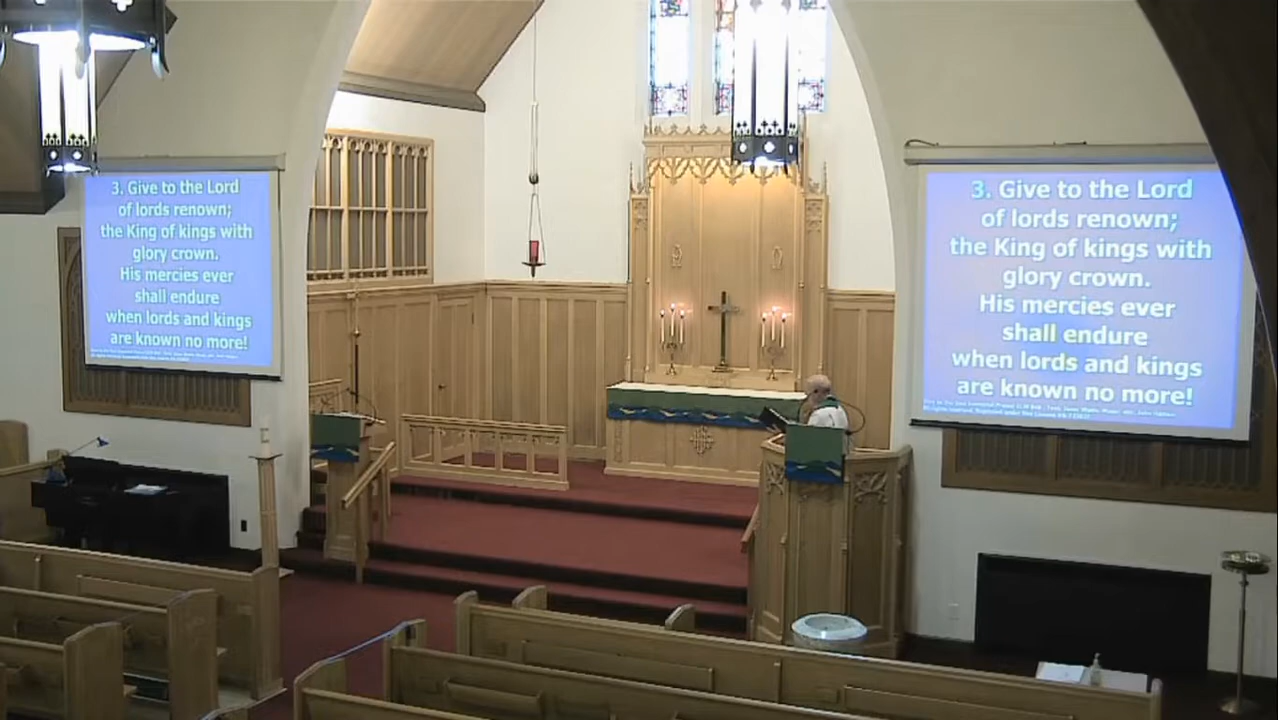 3. Give to the Lord
of lords renown;
the King of kings with
glory crown.
His mercies ever
shall endure
when lords and kings
are known no more!
3. Give to the Lord
of lords renown;
the King of kings with
glory crown.
His mercies ever
shall endure
when lords and kings
are known no more!